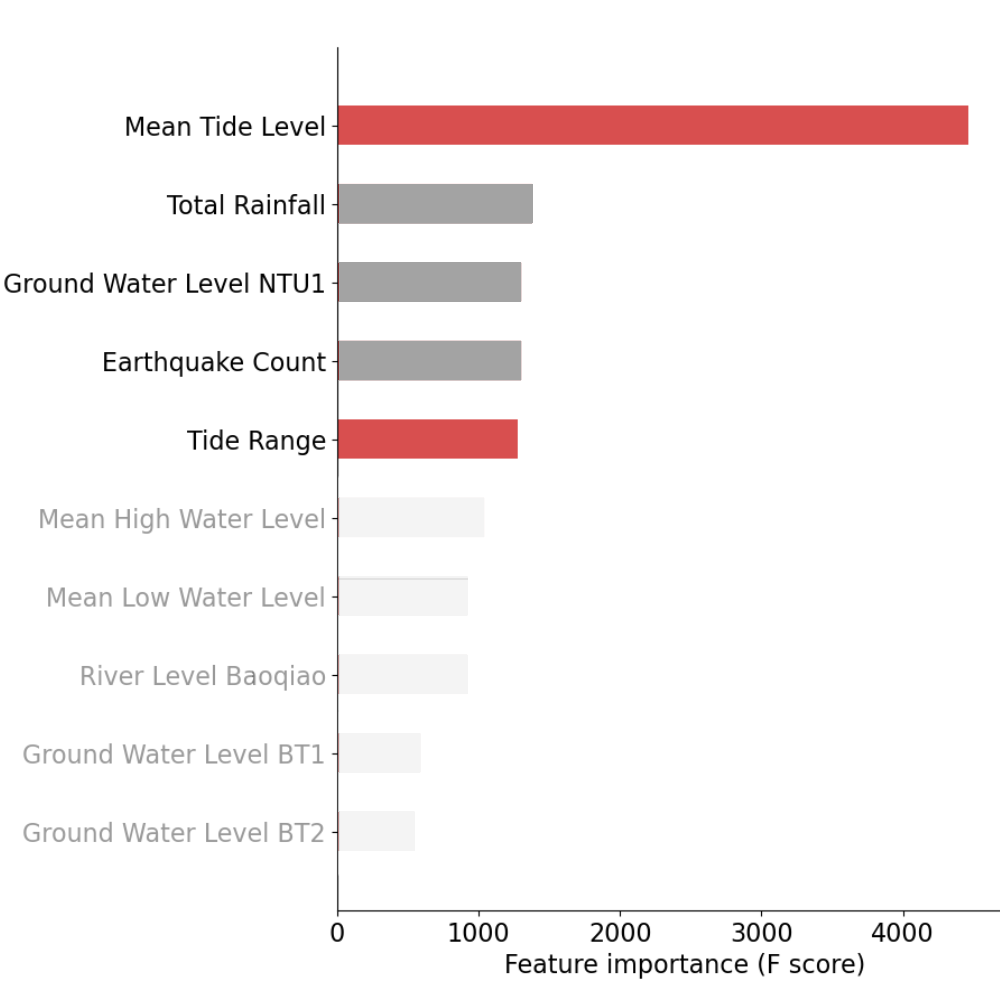 Mean Tide Level
Total Rainfall
Ground Water Level NTU1
Earthquake Count
Tide Range
Mean High Water Level
Mean Low Water Level
River Level Baoqiao
Ground Water Level BT1
Ground Water Level BT2
0 1000 2000 3000 4000
Feature importance (F score)